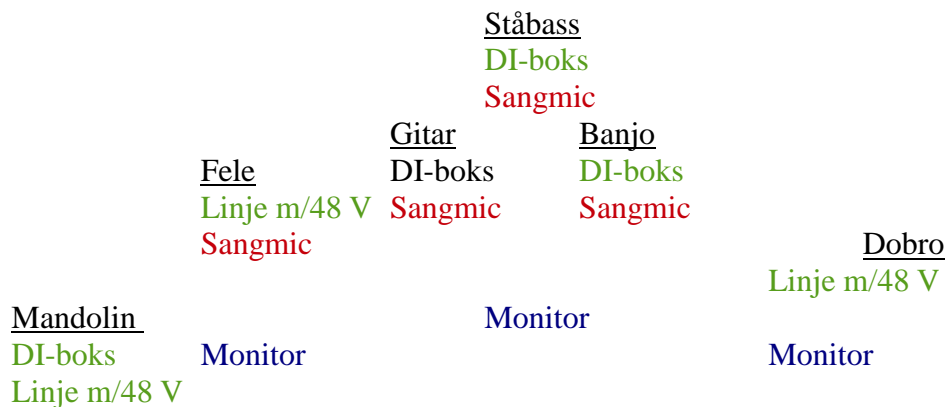 Ståbass
DI-boks
Sangmic
Gitar Banjo
Fele DI-boks DI-boks
Linje m/48 V Sangmic Sangmic
Sangmic Dobro
Linje m/48 V
Mandolin Monitor
DI-boks Monitor Monitor
Linje m/48 V